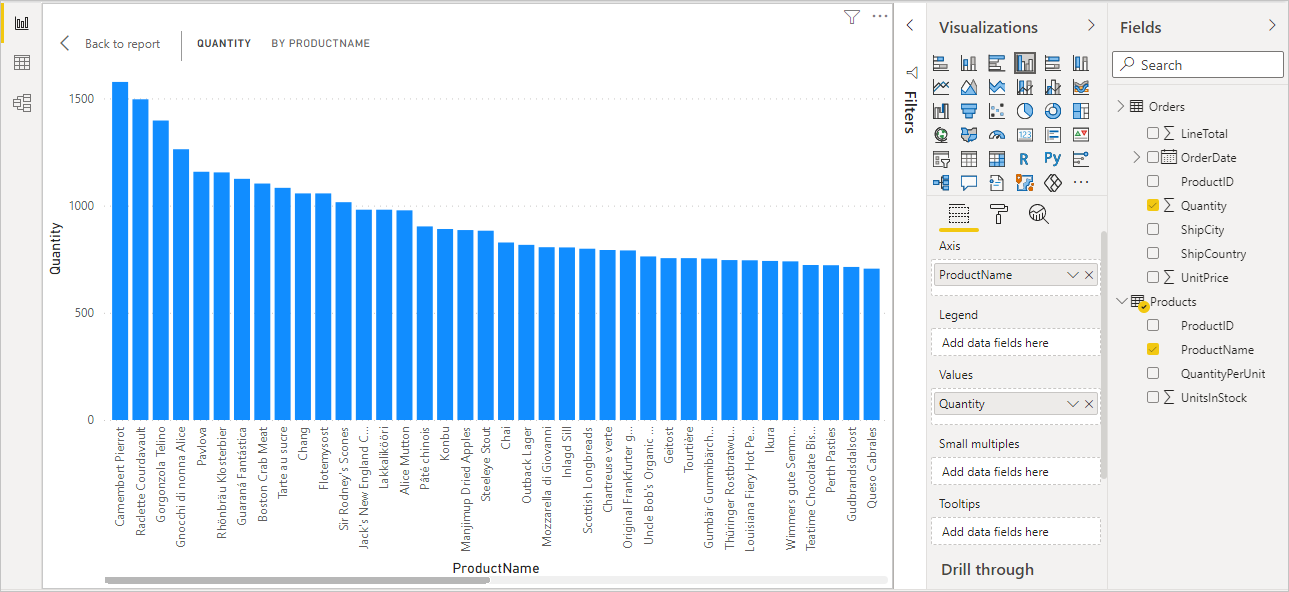 Back to report
QUANTITY
BY PRODUCTNAME
Quantity
1500
1000
500
0
Camembert Pierrot
Raclette Courdavault
Gorgonzola Telino
Gnocchi di nonna Alice
Pavlova
Rhönbräu Klosterbier
Guaraná Fantástica
Boston Crab Meat
Tarte au sucre
Chang
Flotemysost
Sir Rodney's Scones
Jack's New England C...
Lakkalikööri
Alice Mutton
Pâté chinois
Konbu
Manjimup Dried Apples
Steeleye Stout
Chai
Outback Lager
Mozzarella di Giovanni
Inlagd Sill
Scottish Longbreads
Chartreuse verte
Original Frankfurter g...
Uncle Bob's Organic ...
Geitost
Tourtière
Gumbär Gummibärch...
Thüringer Rostbratwu...
Louisiana Fiery Hot Pe...
Ikura
Wimmers gute Semm...
Teatime Chocolate Bis...
Perth Pasties
Gudbrandsdalsost
Queso Cabrales
ProductName
Filters
Visualizations
123
R
Py
Axis
ProductName
Legend
Add data fields here
Values
Quantity
Small multiples
Add data fields here
Tooltips
Add data fields here
Drill through
Fields
Search
Orders
LineTotal
OrderDate
ProductID
Quantity
ShipCity
ShipCountry
UnitPrice
Products
ProductID
ProductName
QuantityPerUnit
UnitsInStock